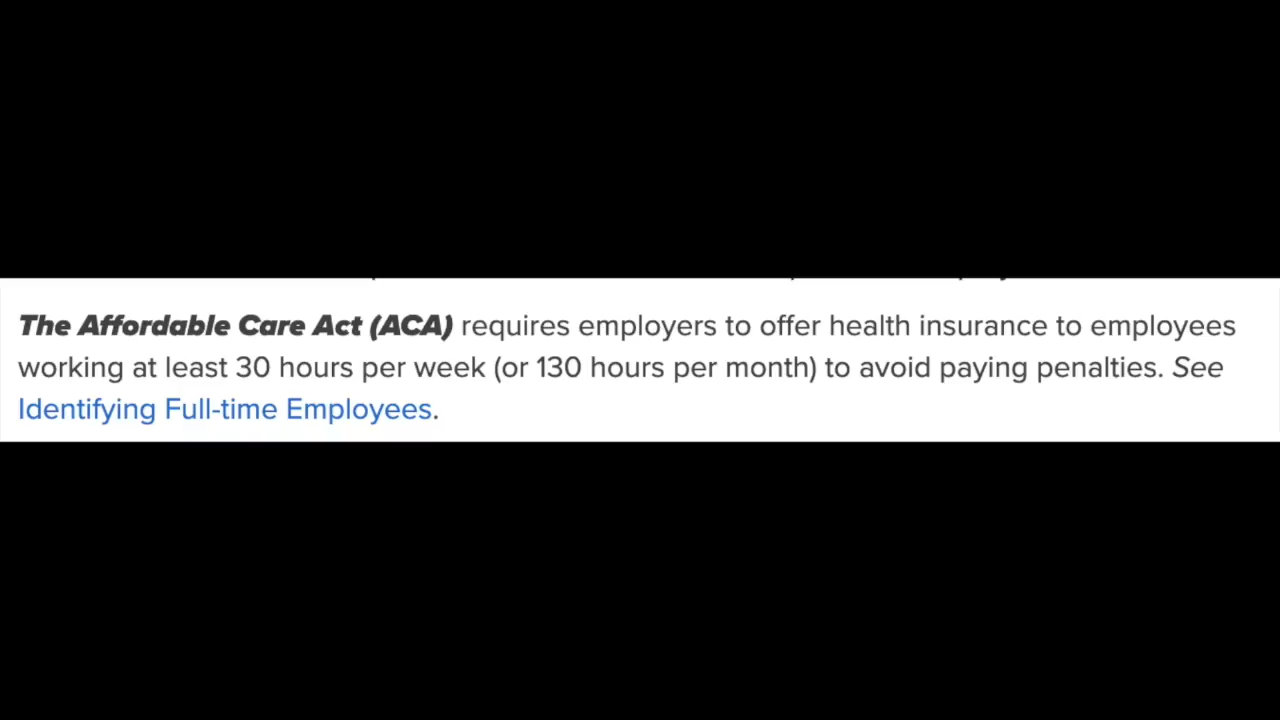 The Affordable Care Act (ACA) requires employers to offer health insurance to employees
working at least 30 hours per week (or 130 hours per month) to avoid paying penalties. See
Identifying Full-time Employees.